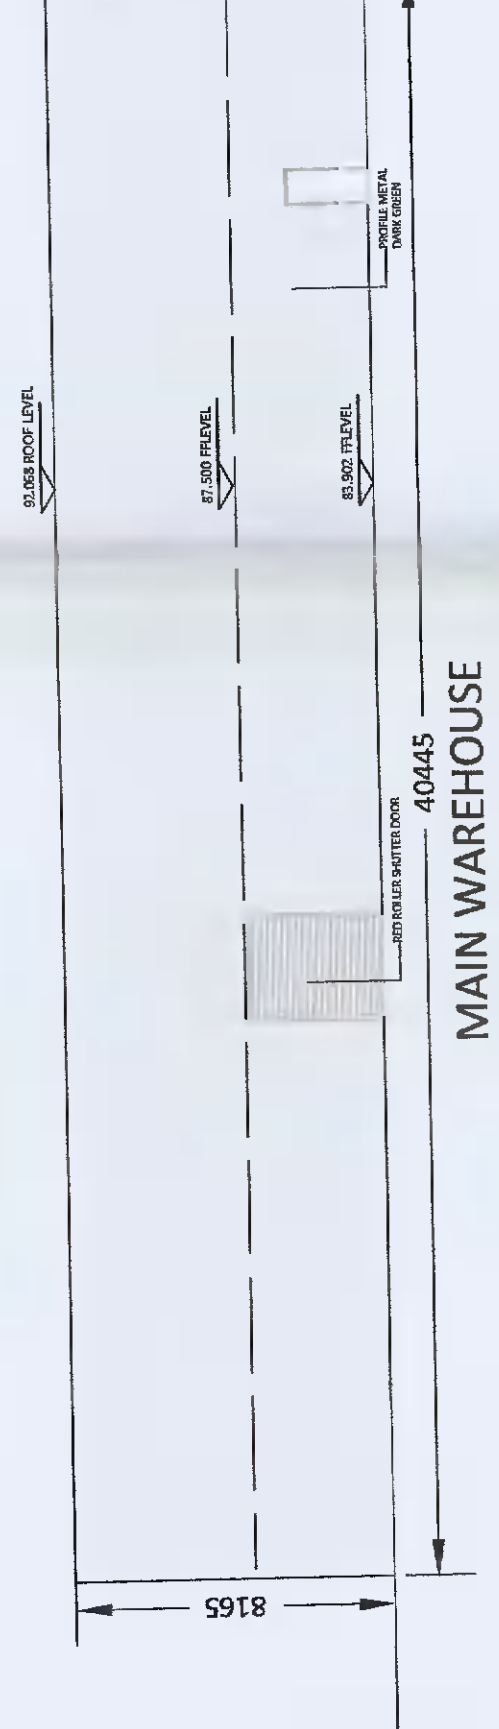 92.068 ROOF LEVEL
87.500 FFLEVEL
83.902 FFLEVEL
PROFILE METAL
DARK GREEN
RED ROLLER SHUTTER DOOR
40445
MAIN WAREHOUSE
8165